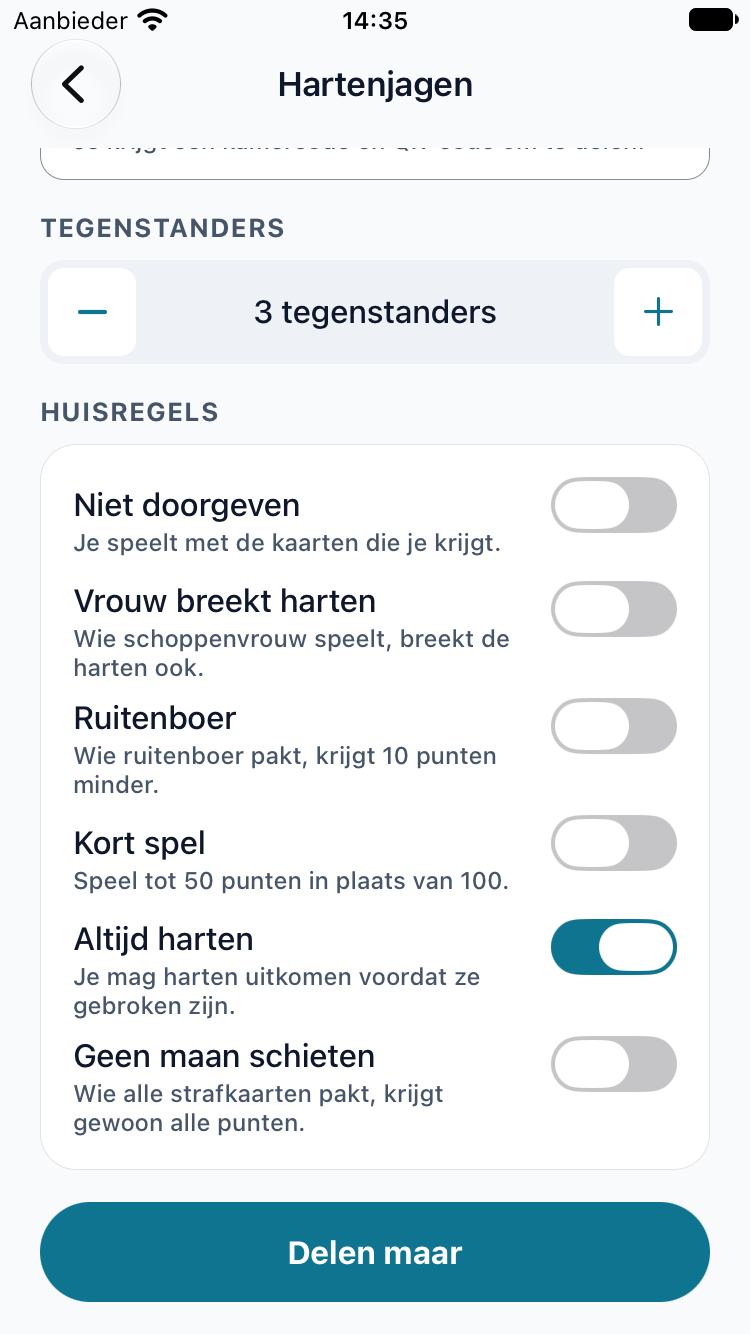 Aanbieder
14:35
Hartenjagen
TEGENSTANDERS
3 tegenstanders
HUISREGELS
Niet doorgeven
Je speelt met de kaarten die je krijgt.
Vrouw breekt harten
Wie schoppenvrouw speelt, breekt de
harten ook.
Ruitenboer
Wie ruitenboer pakt, krijgt 10 punten
minder.
Kort spel
Speel tot 50 punten in plaats van 100.
Altijd harten
Je mag harten uitkomen voordat ze
gebroken zijn.
Geen maan schieten
Wie alle strafkaarten pakt, krijgt
gewoon alle punten.
Delen maar